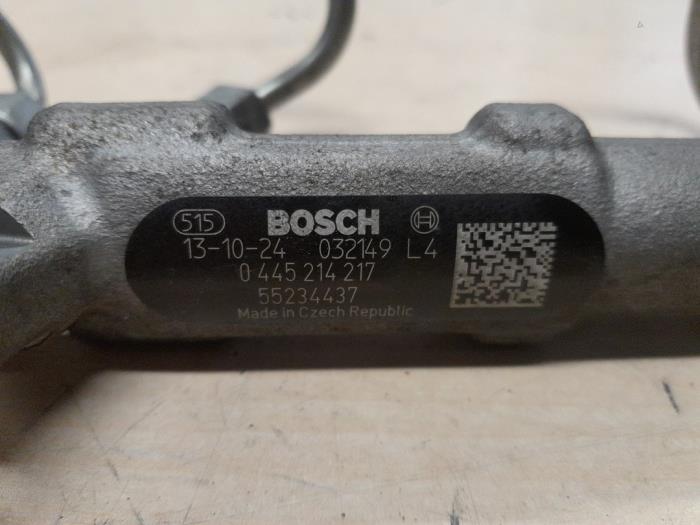 515 BOSCH
13-10-24 032149 L4
0 445 214 217
55234437
Made in Czech Republic